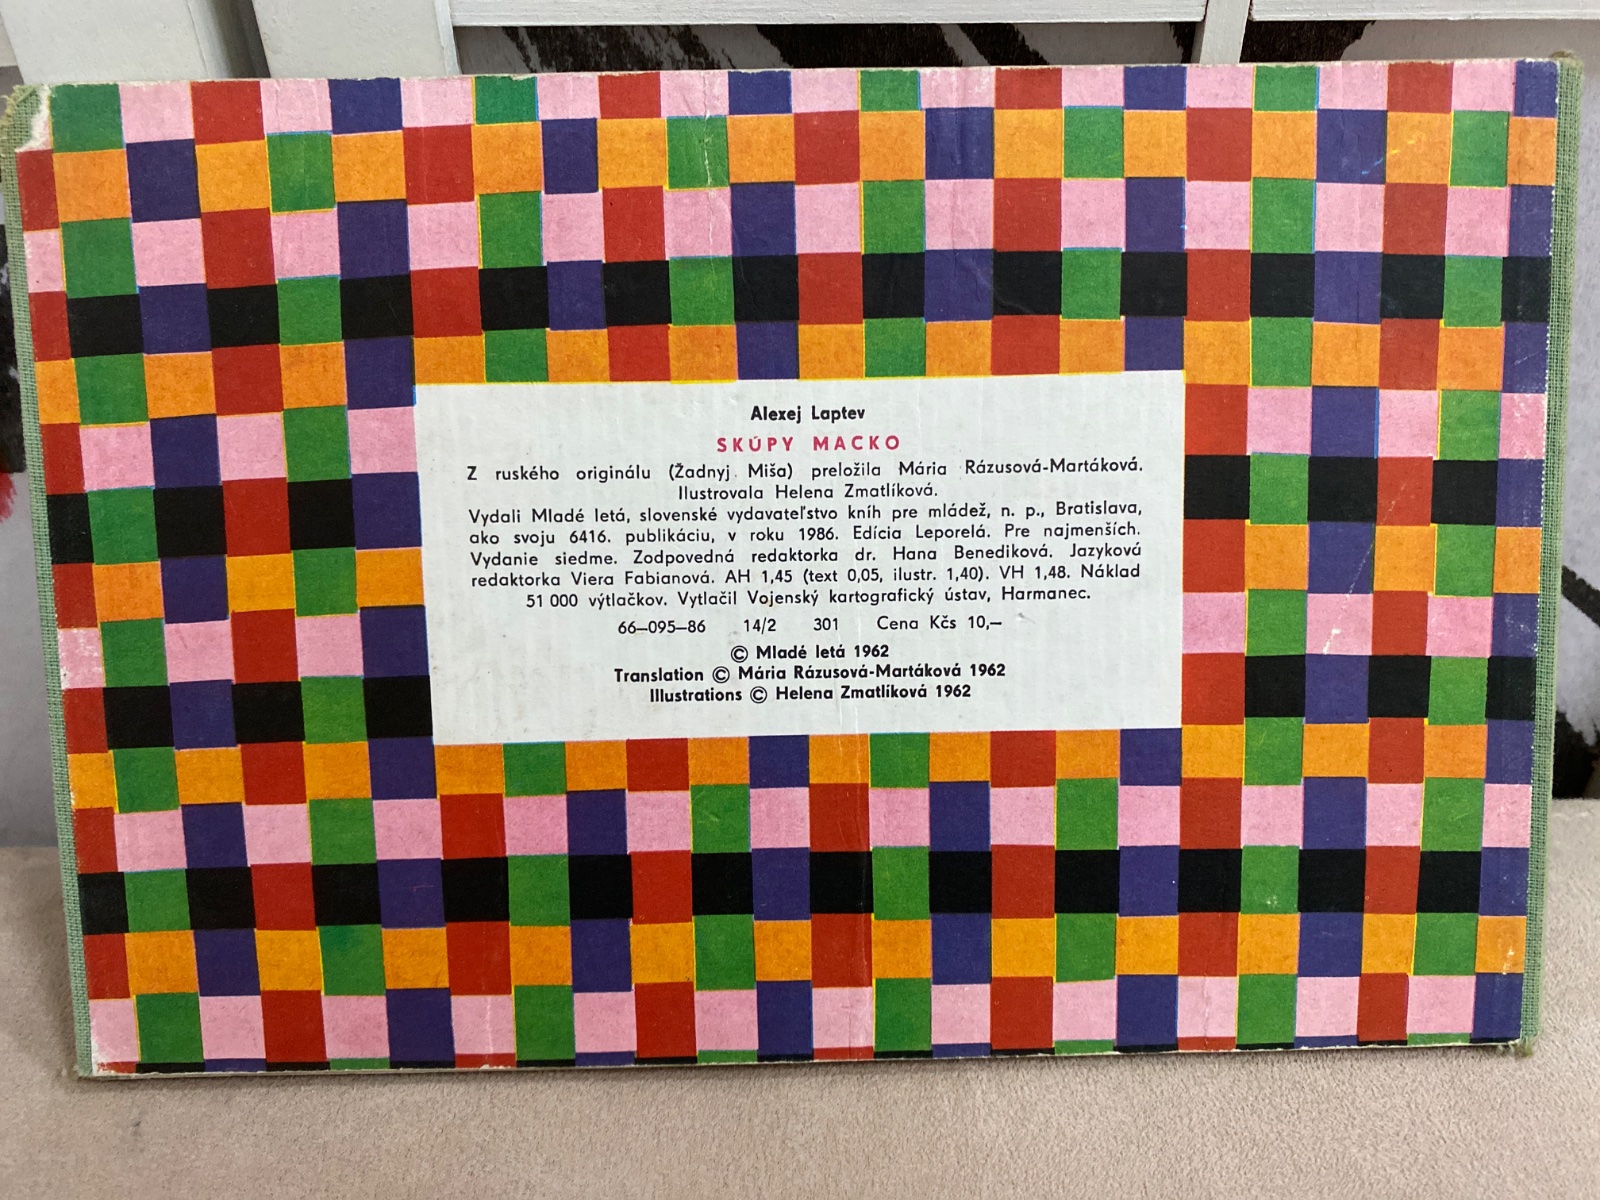 Alexej Laptev
SKÚPY MACKO
Z ruského originálu (Žadnyj Miša) preložila Mária Rázusová-Martáková.
Ilustrovala Helena Zmatlíková.
Vydali Mladé letá, slovenské vydavateľstvo kníh pre mládež, n. p., Bratislava,
ako svoju 6416. publikáciu, v roku 1986. Edícia Leporelá. Pre najmenších.
Vydanie siedme. Zodpovedná redaktorka dr. Hana Benediková. Jazyková
redaktorka Viera Fabianová. AH 1,45 (text 0,05, ilustr. 1,40). VH 1,48. Náklad
51 000 výtlačkov. Vytlačil Vojenský kartografický ústav, Harmanec.
66–095–86 14/2 301 Cena Kčs 10,–
© Mladé letá 1962
Translation © Mária Rázusová-Martáková 1962
Illustrations © Helena Zmatlíková 1962